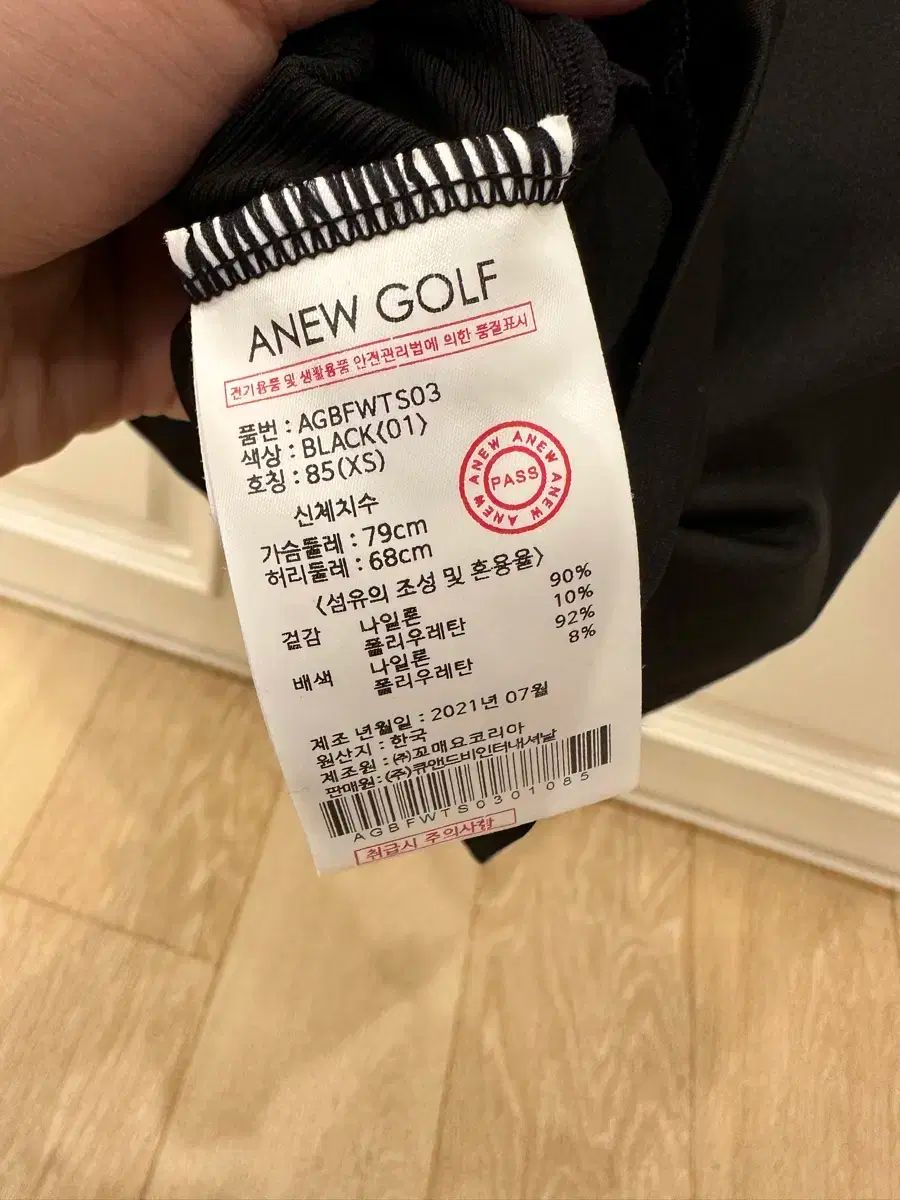 ANEW GOLF
전기용품 및 생활용품 안전관리법에 의한 품질표시
품번 : AGBFWTS03
색상 : BLACK(01)
호칭 : 85(XS)
ANEW ANEW ANEW ANEW
PASS
신체치수
가슴둘레 : 79cm
허리둘레 : 68cm
〈섬유의 조성 및 혼용율〉
겉감 나일론 90%
폴리우레탄 10%
배색 나일론 92%
폴리우레탄 8%
제조 년월일 : 2021년 07월
원산지 : 한국
제조원 : ㈜꼬매요코리아
판매원 : (주)큐앤드비인터내셔날
AGBFWTS0301085
취급시 주의사항